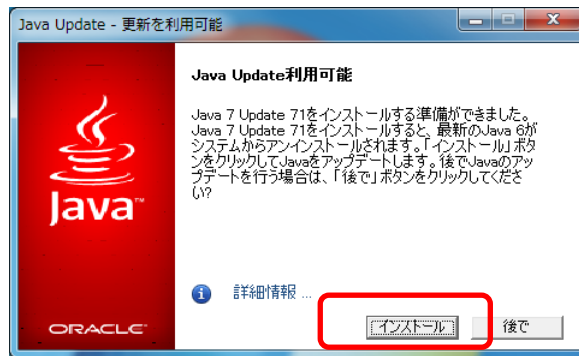 Java Update - 更新を利用可能
Java Update利用可能
Java 7 Update 71をインストールする準備ができました。
Java 7 Update 71をインストールすると、最新のJava 6が
システムからアンインストールされます。「インストール」ボタ
ンをクリックしてJavaをアップデートします。後でJavaのアッ
プデートを行う場合は、「後で」ボタンをクリックしてくださ
い?
Java™
詳細情報 ...
ORACLE
インストール
後で